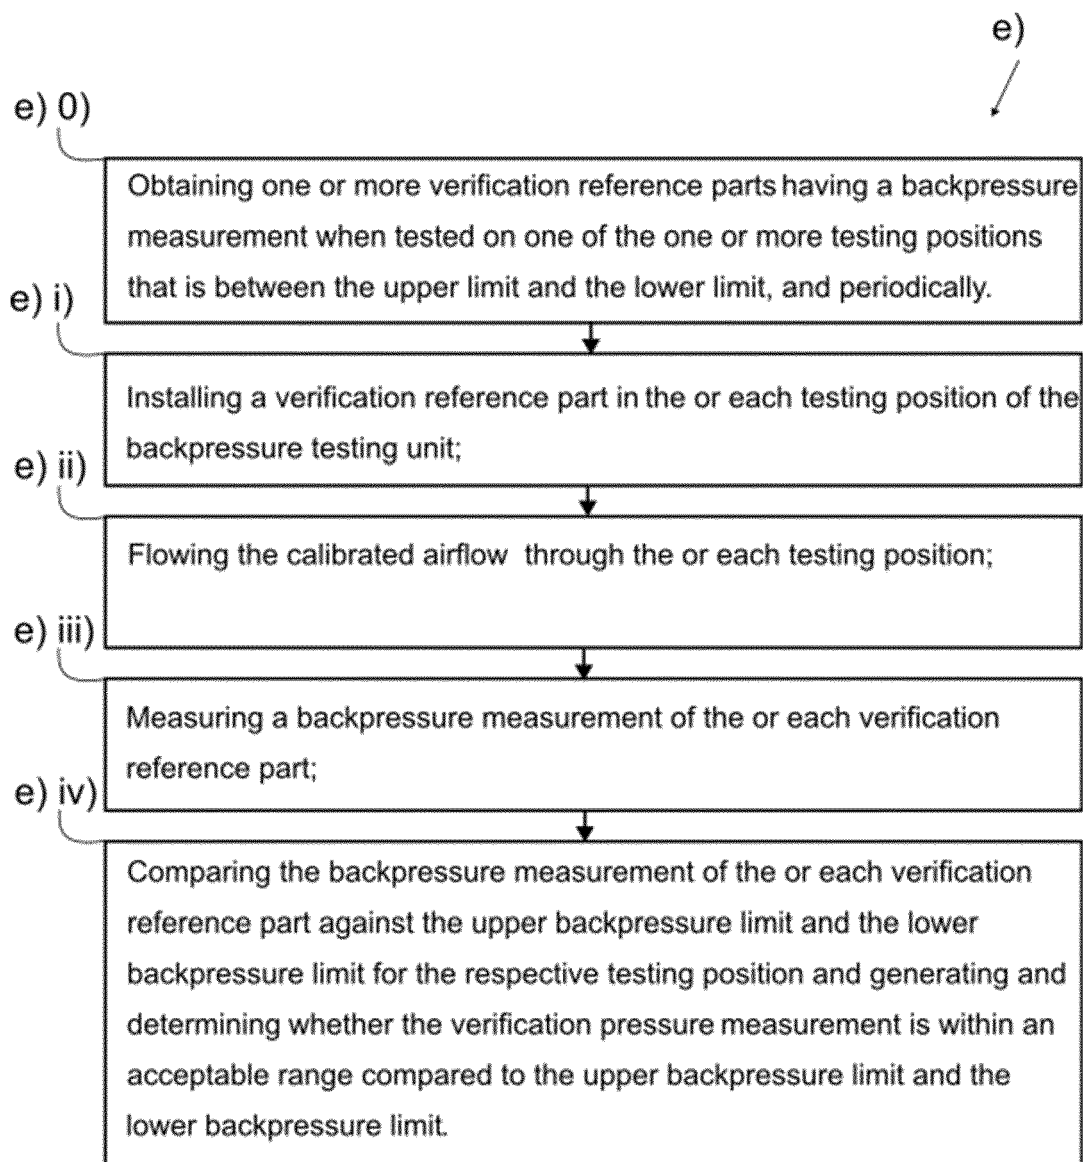 e)
e) 0)
Obtaining one or more verification reference parts having a backpressure
measurement when tested on one of the one or more testing positions
that is between the upper limit and the lower limit, and periodically.
e) i)
Installing a verification reference part in the or each testing position of the
backpressure testing unit;
e) ii)
Flowing the calibrated airflow through the or each testing position;
e) iii)
Measuring a backpressure measurement of the or each verification
reference part;
e) iv)
Comparing the backpressure measurement of the or each verification
reference part against the upper backpressure limit and the lower
backpressure limit for the respective testing position and generating and
determining whether the verification pressure measurement is within an
acceptable range compared to the upper backpressure limit and the
lower backpressure limit.